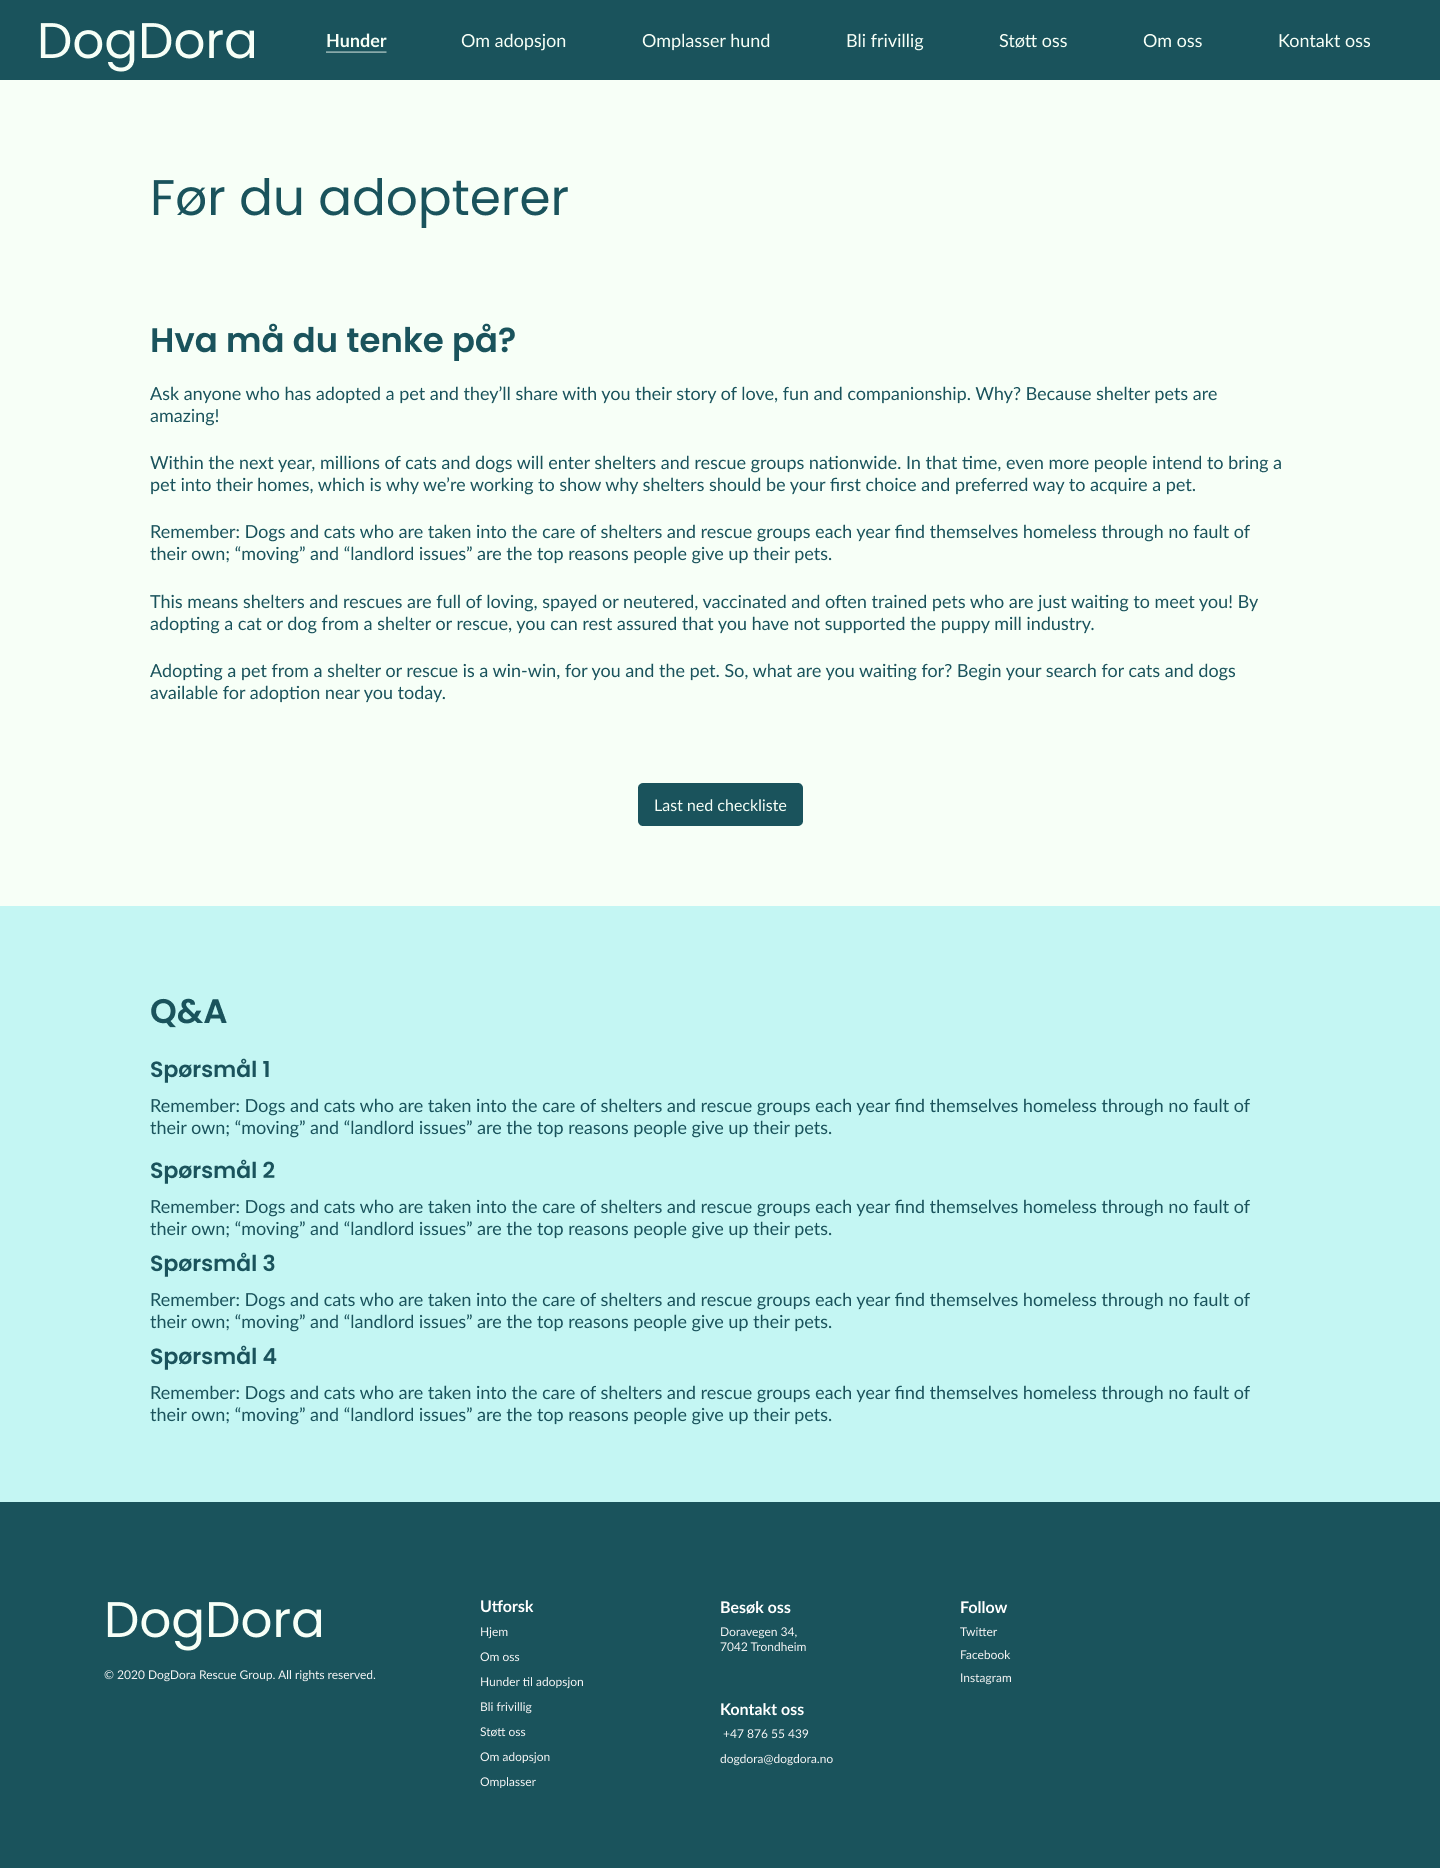 DogDora
Hunder
Om adopsjon
Omplasser hund
Bli frivillig
Støtt oss
Om oss
Kontakt oss
Før du adopterer
Hva må du tenke på?
Ask anyone who has adopted a pet and they’ll share with you their story of love, fun and companionship. Why? Because shelter pets are
amazing!
Within the next year, millions of cats and dogs will enter shelters and rescue groups nationwide. In that time, even more people intend to bring a
pet into their homes, which is why we’re working to show why shelters should be your first choice and preferred way to acquire a pet.
Remember: Dogs and cats who are taken into the care of shelters and rescue groups each year find themselves homeless through no fault of
their own; “moving” and “landlord issues” are the top reasons people give up their pets.
This means shelters and rescues are full of loving, spayed or neutered, vaccinated and often trained pets who are just waiting to meet you! By
adopting a cat or dog from a shelter or rescue, you can rest assured that you have not supported the puppy mill industry.
Adopting a pet from a shelter or rescue is a win-win, for you and the pet. So, what are you waiting for? Begin your search for cats and dogs
available for adoption near you today.
Last ned checkliste
Q&A
Spørsmål 1
Remember: Dogs and cats who are taken into the care of shelters and rescue groups each year find themselves homeless through no fault of
their own; “moving” and “landlord issues” are the top reasons people give up their pets.
Spørsmål 2
Remember: Dogs and cats who are taken into the care of shelters and rescue groups each year find themselves homeless through no fault of
their own; “moving” and “landlord issues” are the top reasons people give up their pets.
Spørsmål 3
Remember: Dogs and cats who are taken into the care of shelters and rescue groups each year find themselves homeless through no fault of
their own; “moving” and “landlord issues” are the top reasons people give up their pets.
Spørsmål 4
Remember: Dogs and cats who are taken into the care of shelters and rescue groups each year find themselves homeless through no fault of
their own; “moving” and “landlord issues” are the top reasons people give up their pets.
DogDora
© 2020 DogDora Rescue Group. All rights reserved.
Utforsk
Hjem
Om oss
Hunder til adopsjon
Bli frivillig
Støtt oss
Om adopsjon
Omplasser
Besøk oss
Doravegen 34,
7042 Trondheim
Kontakt oss
+47 876 55 439
dogdora@dogdora.no
Follow
Twitter
Facebook
Instagram